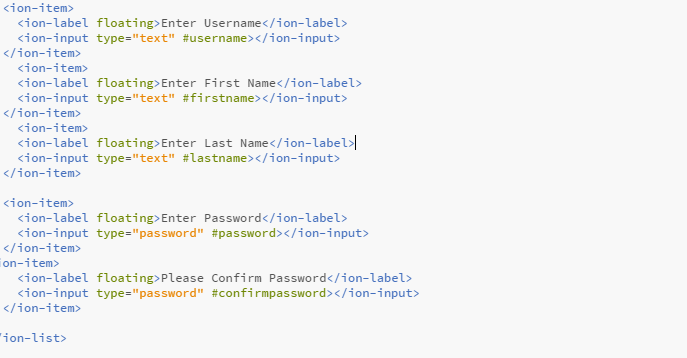 <ion-item>
<ion-label floating>Enter Username</ion-label>
<ion-input type="text" #username></ion-input>
</ion-item>
<ion-item>
<ion-label floating>Enter First Name</ion-label>
<ion-input type="text" #firstname></ion-input>
</ion-item>
<ion-item>
<ion-label floating>Enter Last Name</ion-label>
<ion-input type="text" #lastname></ion-input>
</ion-item>
<ion-item>
<ion-label floating>Enter Password</ion-label>
<ion-input type="password" #password></ion-input>
</ion-item>
ion-item>
<ion-label floating>Please Confirm Password</ion-label>
<ion-input type="password" #confirmpassword></ion-input>
</ion-item>
/ion-list>